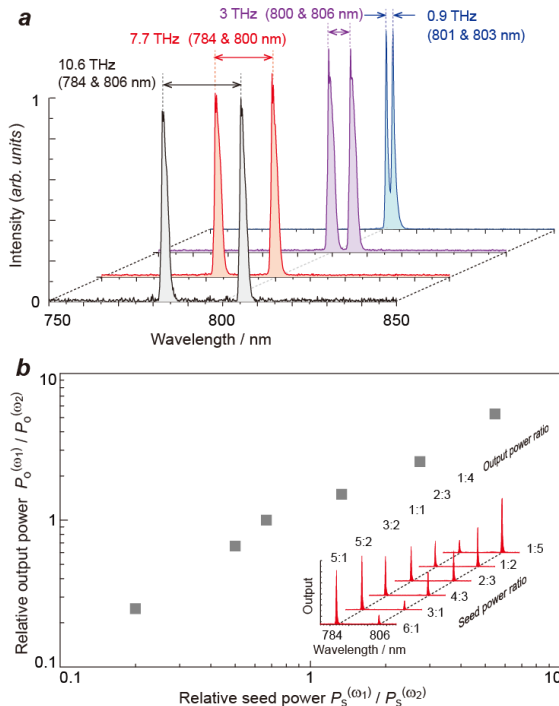 a
3 THz (800 & 806 nm)
0.9 THz (801 & 803 nm)
7.7 THz (784 & 800 nm)
10.6 THz (784 & 806 nm)
Intensity (arb. units)
1
0
750
800
850
Wavelength / nm
b
Relative output power Pₒ⁽ω¹⁾ / Pₒ⁽ω²⁾
10
1
0.1
0.1
1
10
Relative seed power Pₛ⁽ω¹⁾ / Pₛ⁽ω²⁾
Output power ratio
1:4
2:3
1:1
3:2
5:2
5:1
Output
784
806
Wavelength / nm
1:5
1:2
2:3
4:3
3:1
6:1
Seed power ratio